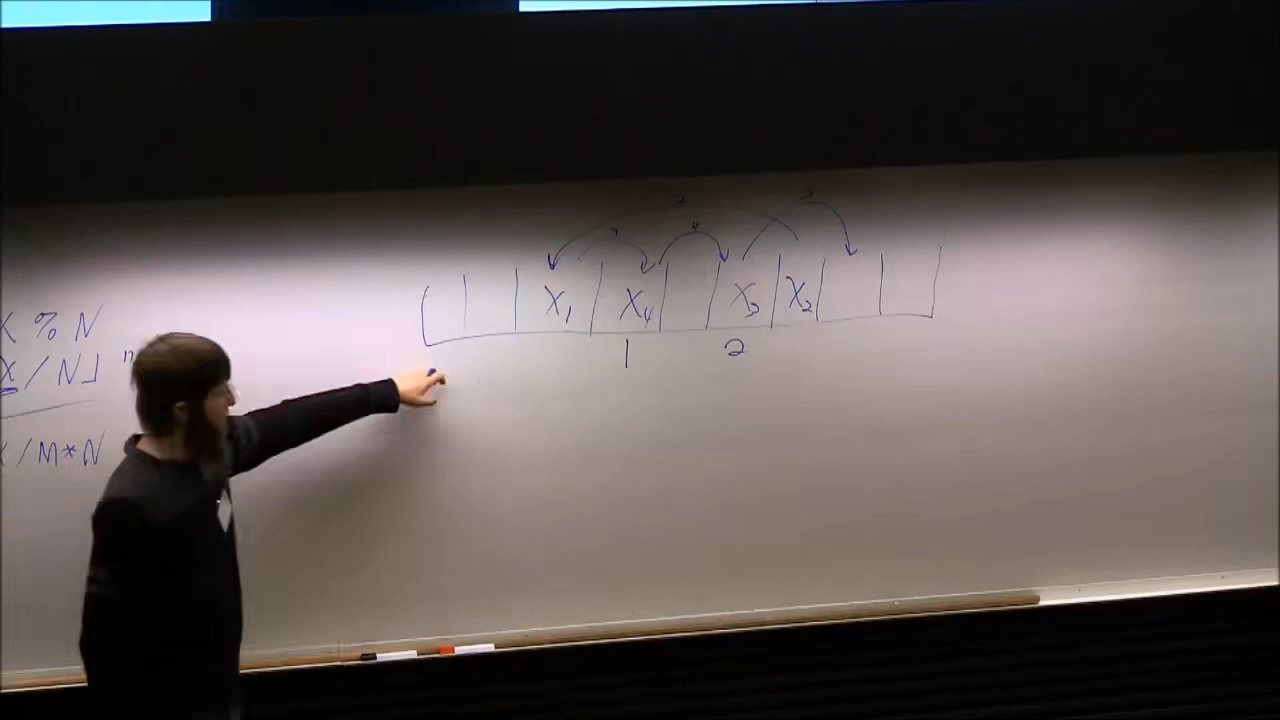 X % N
X / N⌋
X / M*N
X₁ X₄ X₃ X₂
1 2